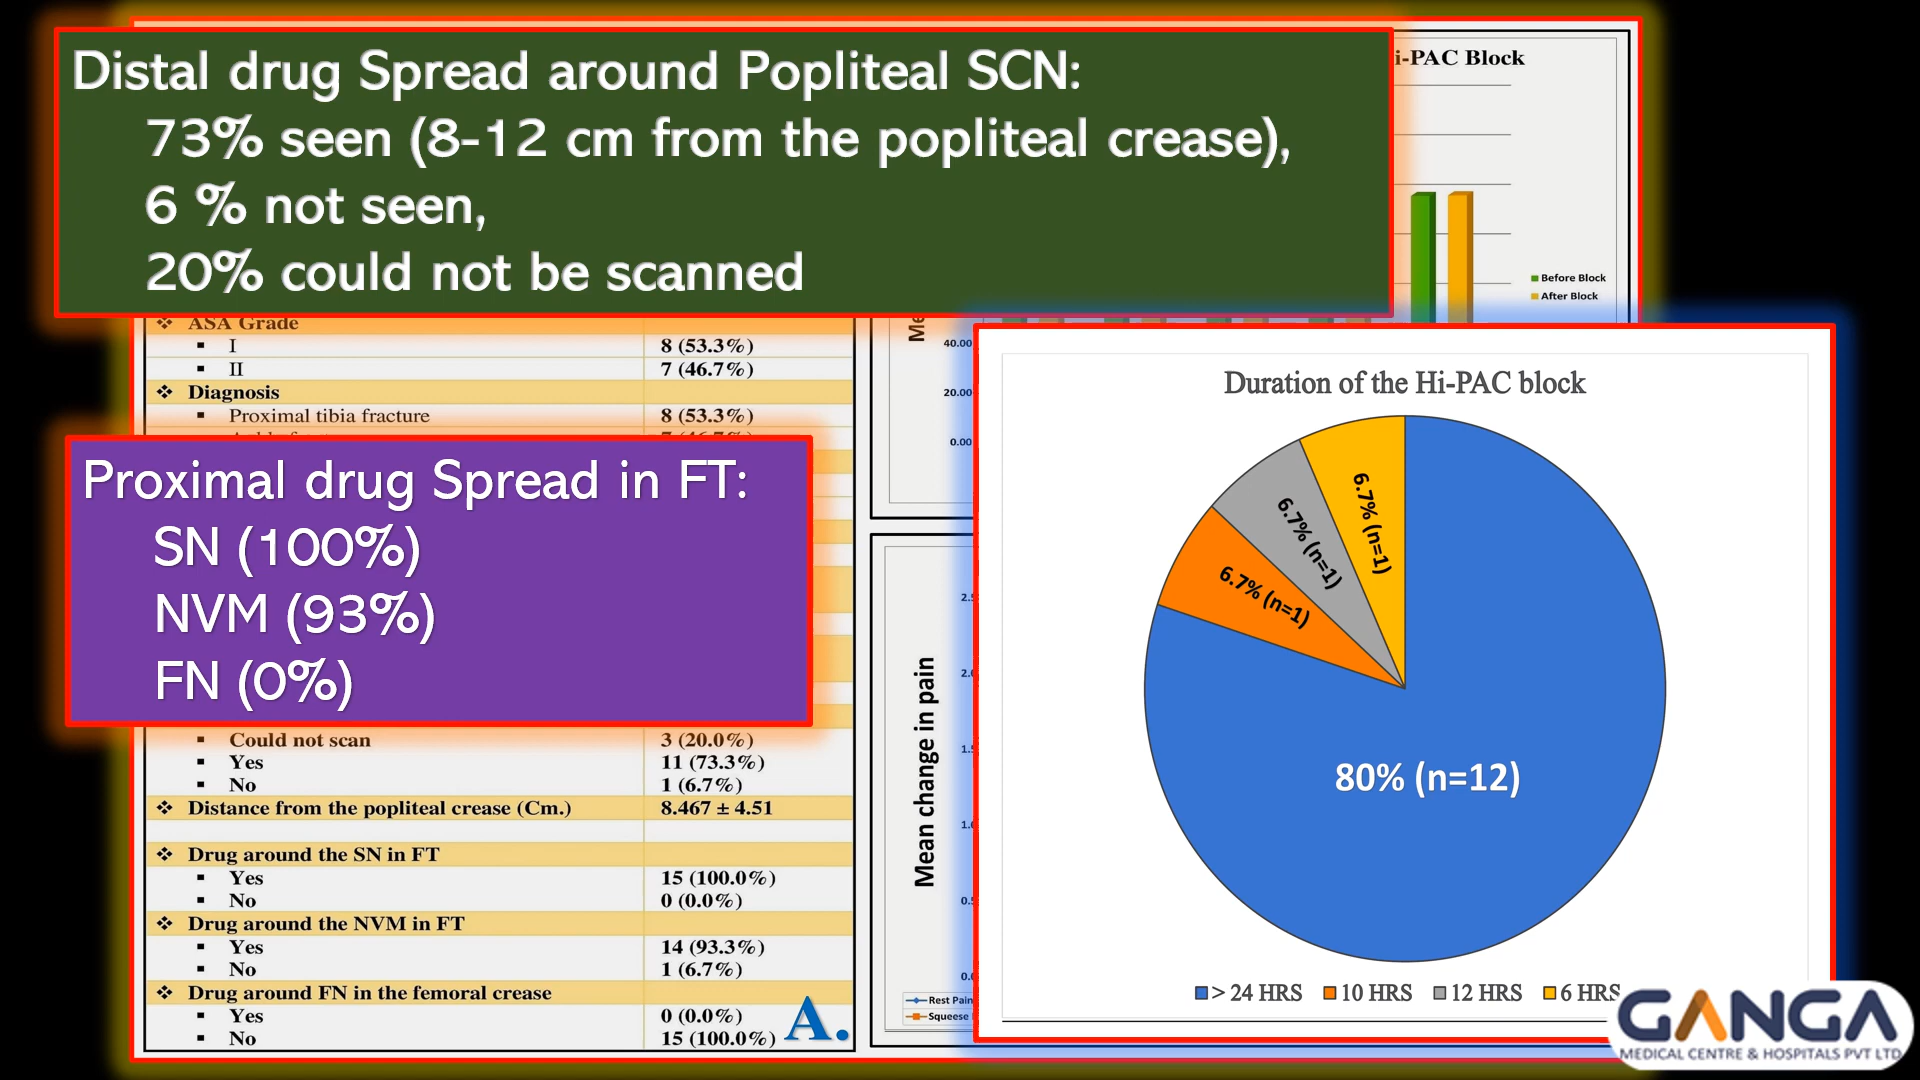 Distal drug Spread around Popliteal SCN:
73% seen (8-12 cm from the popliteal crease),
6 % not seen,
20% could not be scanned
i-PAC Block
Before Block
After Block
ASA Grade
I 8 (53.3%)
II 7 (46.7%)
Diagnosis
Proximal tibia fracture 8 (53.3%)
Proximal drug Spread in FT:
SN (100%)
NVM (93%)
FN (0%)
Could not scan 3 (20.0%)
Yes 11 (73.3%)
No 1 (6.7%)
Distance from the popliteal crease (Cm.) 8.467 ± 4.51
Drug around the SN in FT
Yes 15 (100.0%)
No 0 (0.0%)
Drug around the NVM in FT
Yes 14 (93.3%)
No 1 (6.7%)
Drug around FN in the femoral crease
Yes 0 (0.0%)
No 15 (100.0%)
A.
40.00
20.00
0.00
Mean change in pain
Rest Pain
Squeese
Duration of the Hi-PAC block
6.7% (n=1)
6.7% (n=1)
6.7% (n=1)
80% (n=12)
> 24 HRS 10 HRS 12 HRS 6 HRS
GANGA
MEDICAL CENTRE & HOSPITALS PVT LTD